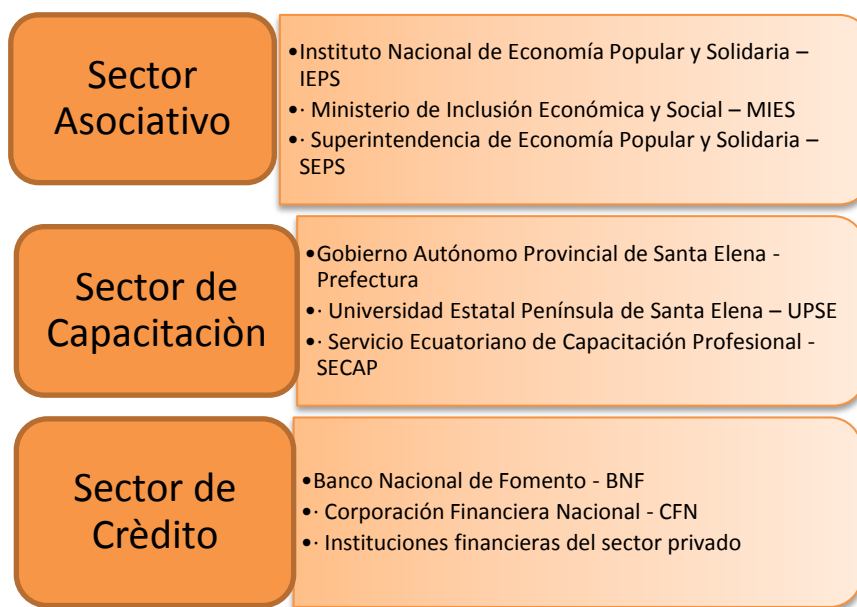 Sector
Asociativo
•Instituto Nacional de Economía Popular y Solidaria –
IEPS
•· Ministerio de Inclusión Económica y Social – MIES
•· Superintendencia de Economía Popular y Solidaria –
SEPS
Sector de
Capacitaciòn
•Gobierno Autónomo Provincial de Santa Elena -
Prefectura
•· Universidad Estatal Península de Santa Elena – UPSE
•· Servicio Ecuatoriano de Capacitación Profesional -
SECAP
Sector de
Crèdito
•Banco Nacional de Fomento - BNF
•· Corporación Financiera Nacional - CFN
•· Instituciones financieras del sector privado